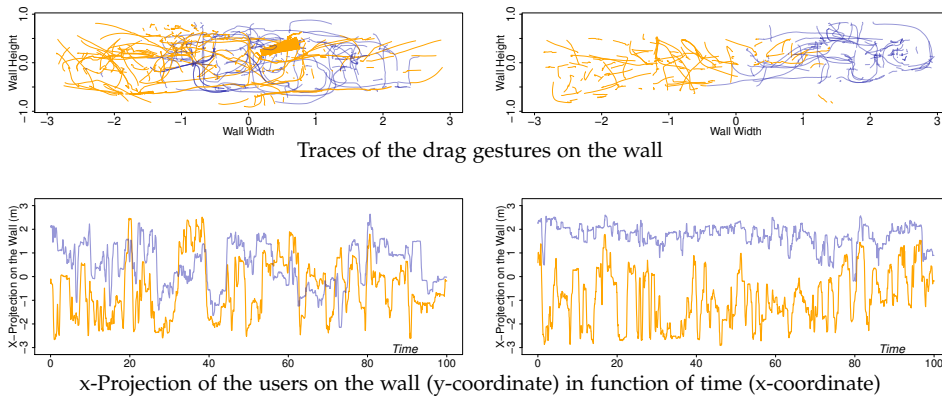 Wall Height
−1.0 0.0 1.0
−3 −2 −1 0 1 2 3
Wall Width
Wall Height
−1.0 0.0 1.0
−3 −2 −1 0 1 2 3
Wall Width
Traces of the drag gestures on the wall
X−Projection on the Wall (m)
−3 −2 −1 0 1 2 3
Time
0 20 40 60 80 100
X−Projection on the Wall (m)
−3 −2 −1 0 1 2 3
Time
0 20 40 60 80 100
x-Projection of the users on the wall (y-coordinate) in function of time (x-coordinate)